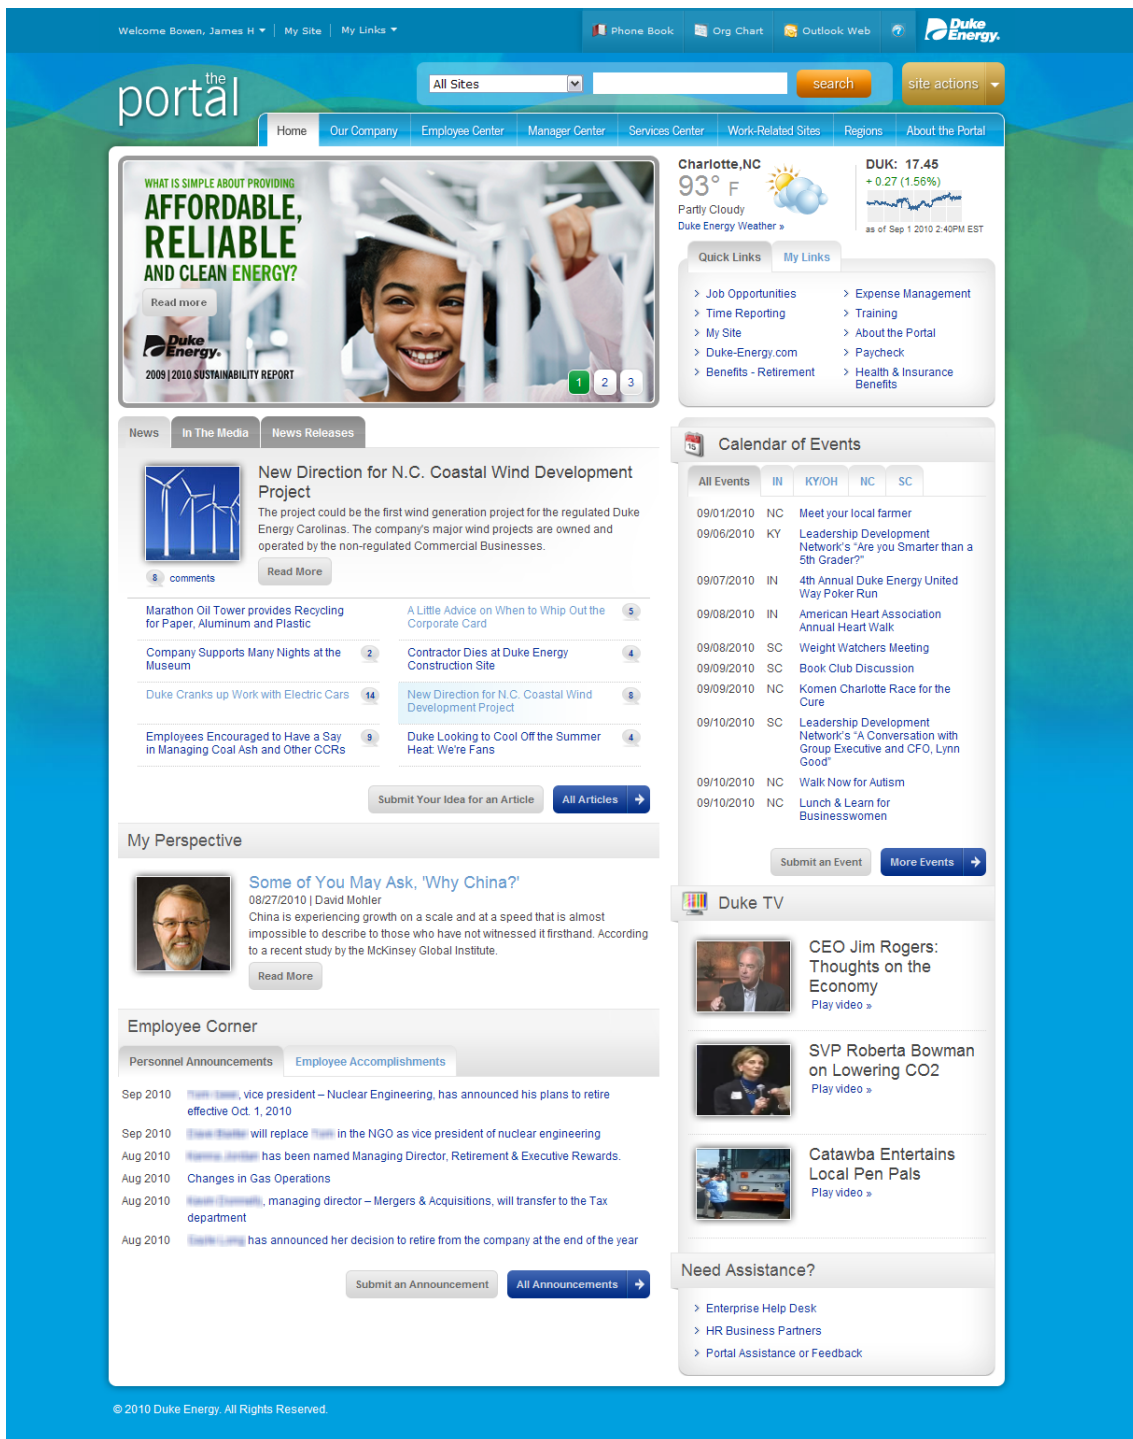 Welcome Bowen, James H
My Site
My Links
Phone Book
Org Chart
Outlook Web
?
Duke Energy.
the portal
All Sites
search
site actions
Home
Our Company
Employee Center
Manager Center
Services Center
Work-Related Sites
Regions
About the Portal
WHAT IS SIMPLE ABOUT PROVIDING
AFFORDABLE,
RELIABLE
AND CLEAN ENERGY?
Read more
Duke Energy.
2009 | 2010 SUSTAINABILITY REPORT
1 2 3
Charlotte,NC
93° F
Partly Cloudy
Duke Energy Weather »
DUK: 17.45
+ 0.27 (1.56%)
as of Sep 1 2010 2:40PM EST
Quick Links
My Links
> Job Opportunities
> Time Reporting
> My Site
> Duke-Energy.com
> Benefits - Retirement
> Expense Management
> Training
> About the Portal
> Paycheck
> Health & Insurance
Benefits
News
In The Media
News Releases
New Direction for N.C. Coastal Wind Development
Project
The project could be the first wind generation project for the regulated Duke
Energy Carolinas. The company's major wind projects are owned and
operated by the non-regulated Commercial Businesses.
8 comments
Read More
Marathon Oil Tower provides Recycling
for Paper, Aluminum and Plastic
A Little Advice on When to Whip Out the
Corporate Card
5
Company Supports Many Nights at the
Museum
2
Contractor Dies at Duke Energy
Construction Site
4
Duke Cranks up Work with Electric Cars
14
New Direction for N.C. Coastal Wind
Development Project
8
Employees Encouraged to Have a Say
in Managing Coal Ash and Other CCRs
9
Duke Looking to Cool Off the Summer
Heat: We're Fans
4
Submit Your Idea for an Article
All Articles
My Perspective
Some of You May Ask, 'Why China?'
08/27/2010 | David Mohler
China is experiencing growth on a scale and at a speed that is almost
impossible to describe to those who have not witnessed it firsthand. According
to a recent study by the McKinsey Global Institute.
Read More
Employee Corner
Personnel Announcements
Employee Accomplishments
Sep 2010 , vice president – Nuclear Engineering, has announced his plans to retire
effective Oct. 1, 2010
Sep 2010 will replace in the NGO as vice president of nuclear engineering
Aug 2010 has been named Managing Director, Retirement & Executive Rewards.
Aug 2010 Changes in Gas Operations
Aug 2010 , managing director – Mergers & Acquisitions, will transfer to the Tax
department
Aug 2010 has announced her decision to retire from the company at the end of the year
Submit an Announcement
All Announcements
15
Calendar of Events
All Events
IN
KY/OH
NC
SC
09/01/2010 NC Meet your local farmer
09/06/2010 KY Leadership Development
Network's "Are you Smarter than a
5th Grader?"
09/07/2010 IN 4th Annual Duke Energy United
Way Poker Run
09/08/2010 IN American Heart Association
Annual Heart Walk
09/08/2010 SC Weight Watchers Meeting
09/09/2010 SC Book Club Discussion
09/09/2010 NC Komen Charlotte Race for the
Cure
09/10/2010 SC Leadership Development
Network's "A Conversation with
Group Executive and CFO, Lynn
Good"
09/10/2010 NC Walk Now for Autism
09/10/2010 NC Lunch & Learn for
Businesswomen
Submit an Event
More Events
Duke TV
CEO Jim Rogers:
Thoughts on the
Economy
Play video »
SVP Roberta Bowman
on Lowering CO2
Play video »
Catawba Entertains
Local Pen Pals
Play video »
Need Assistance?
> Enterprise Help Desk
> HR Business Partners
> Portal Assistance or Feedback
© 2010 Duke Energy. All Rights Reserved.